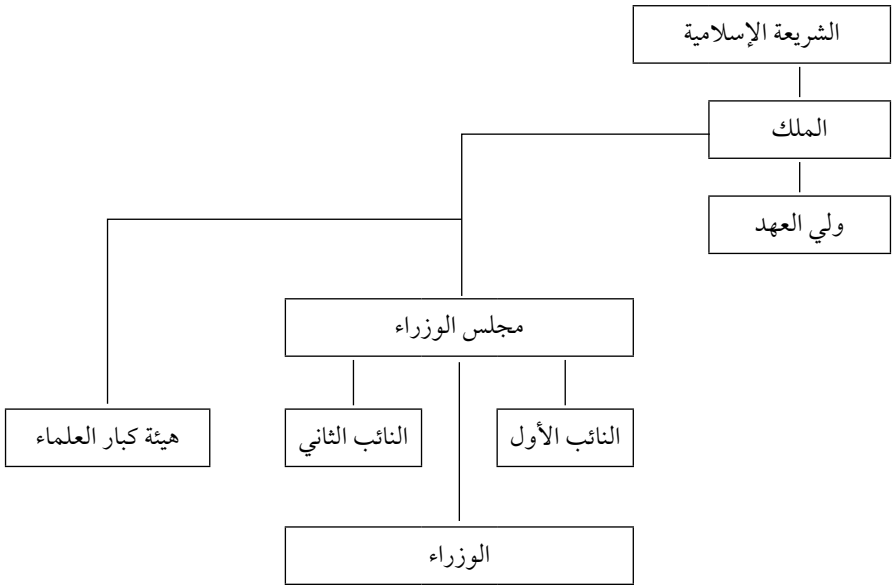 الشريعة الإسلامية
الملك
ولي العهد
مجلس الوزراء
النائب الأول
النائب الثاني
هيئة كبار العلماء
الوزراء